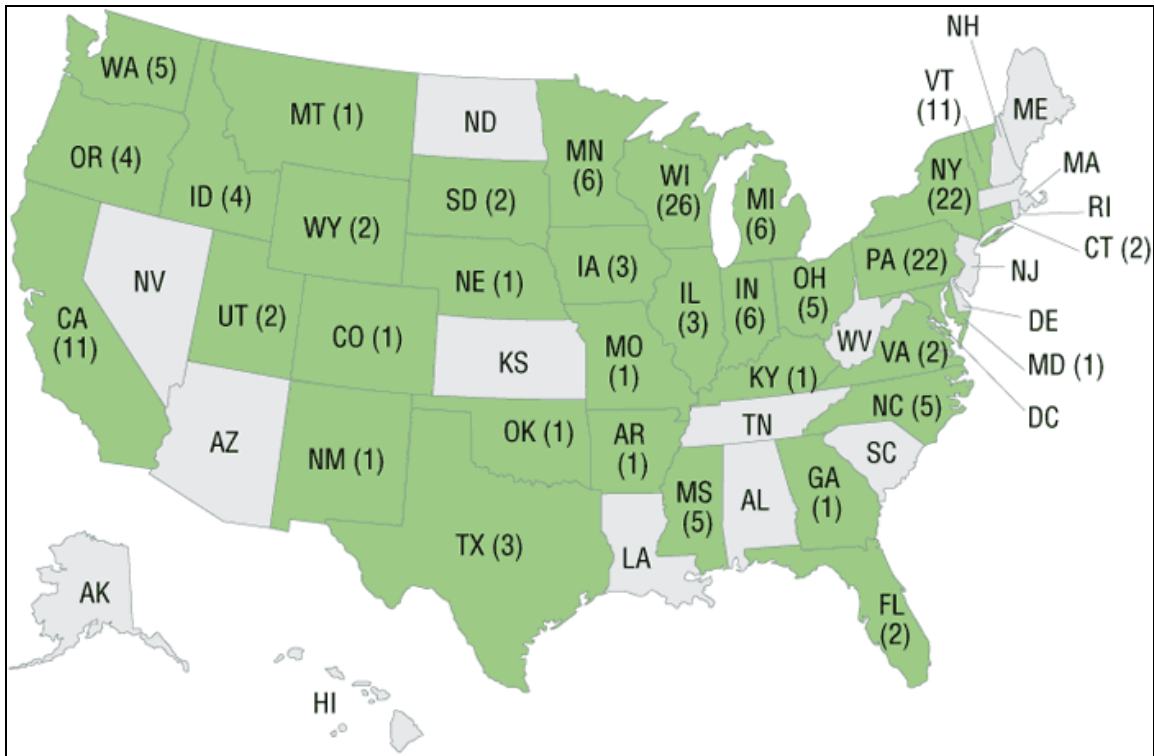 NH
WA (5)
VT
(11)
ME
MT (1)
ND
OR (4)
MN
(6)
WI
(26)
NY
(22)
MA
ID (4)
SD (2)
MI
(6)
RI
WY (2)
CT (2)
PA (22)
NJ
NV
NE (1)
IA (3)
IL
(3)
IN
(6)
OH
(5)
CA
(11)
UT (2)
CO (1)
DE
WV
VA (2)
MO
(1)
KS
MD (1)
KY (1)
NC (5)
DC
AZ
OK (1)
AR
(1)
TN
NM (1)
SC
MS
(5)
AL
GA
(1)
TX (3)
LA
AK
FL
(2)
HI